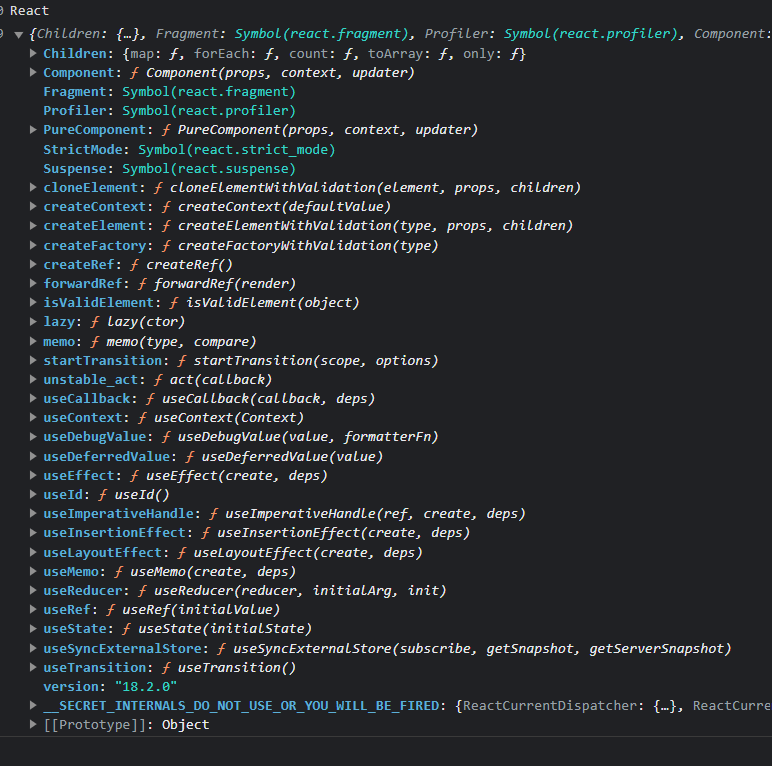 React
{Children: {…}, Fragment: Symbol(react.fragment), Profiler: Symbol(react.profiler), Component:
Children: {map: ƒ, forEach: ƒ, count: ƒ, toArray: ƒ, only: ƒ}
Component: ƒ Component(props, context, updater)
Fragment: Symbol(react.fragment)
Profiler: Symbol(react.profiler)
PureComponent: ƒ PureComponent(props, context, updater)
StrictMode: Symbol(react.strict_mode)
Suspense: Symbol(react.suspense)
cloneElement: ƒ cloneElementWithValidation(element, props, children)
createContext: ƒ createContext(defaultValue)
createElement: ƒ createElementWithValidation(type, props, children)
createFactory: ƒ createFactoryWithValidation(type)
createRef: ƒ createRef()
forwardRef: ƒ forwardRef(render)
isValidElement: ƒ isValidElement(object)
lazy: ƒ lazy(ctor)
memo: ƒ memo(type, compare)
startTransition: ƒ startTransition(scope, options)
unstable_act: ƒ act(callback)
useCallback: ƒ useCallback(callback, deps)
useContext: ƒ useContext(Context)
useDebugValue: ƒ useDebugValue(value, formatterFn)
useDeferredValue: ƒ useDeferredValue(value)
useEffect: ƒ useEffect(create, deps)
useId: ƒ useId()
useImperativeHandle: ƒ useImperativeHandle(ref, create, deps)
useInsertionEffect: ƒ useInsertionEffect(create, deps)
useLayoutEffect: ƒ useLayoutEffect(create, deps)
useMemo: ƒ useMemo(create, deps)
useReducer: ƒ useReducer(reducer, initialArg, init)
useRef: ƒ useRef(initialValue)
useState: ƒ useState(initialState)
useSyncExternalStore: ƒ useSyncExternalStore(subscribe, getSnapshot, getServerSnapshot)
useTransition: ƒ useTransition()
version: "18.2.0"
__SECRET_INTERNALS_DO_NOT_USE_OR_YOU_WILL_BE_FIRED: {ReactCurrentDispatcher: {…}, ReactCurre
[[Prototype]]: Object